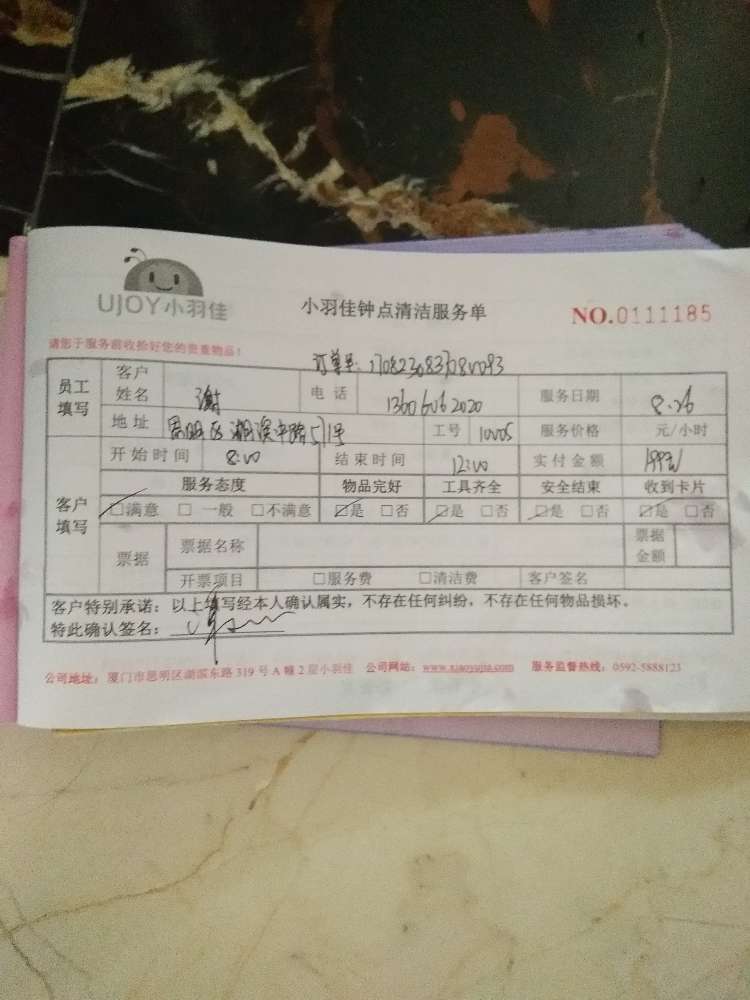 UJOY小羽佳
小羽佳钟点清洁服务单
NO.0111185
请您于服务前收拾好您的贵重物品！
订单号:
员工填写
客户姓名 谢 电话 13606062020 服务日期 8.26
地址 思明区湖滨中路 号 工号 服务价格 元/小时
客户填写
开始时间 8:00 结束时间 12:00 实付金额
服务态度 物品完好 工具齐全 安全结束 收到卡片
□满意 □一般 □不满意 □是 □否 □是 □否 □是 □否 □是 □否
票据 票据名称 票据金额
开票项目 □服务费 □清洁费 客户签名
客户特别承诺：以上填写经本人确认属实，不存在任何纠纷，不存在任何物品损坏。
特此确认签名：
公司地址：厦门市思明区湖滨东路 319 号 A 幢 2 层小羽佳 公司网站：www.xiaoyujia.com 服务监督热线：0592-5888123